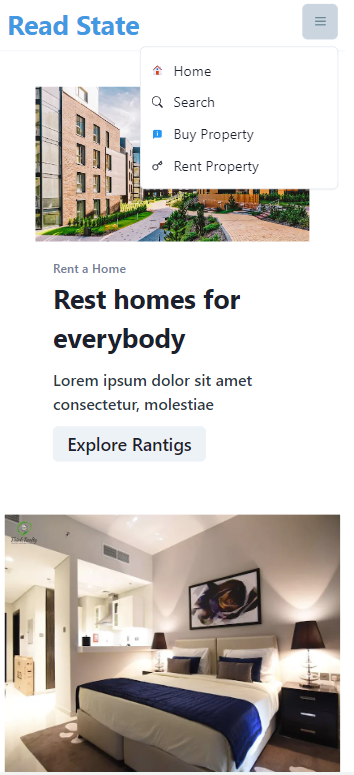 Read State
Home
Search
Buy Property
Rent Property
Rent a Home
Rest homes for
everybody
Lorem ipsum dolor sit amet
consectetur, molestiae
Explore Rantigs